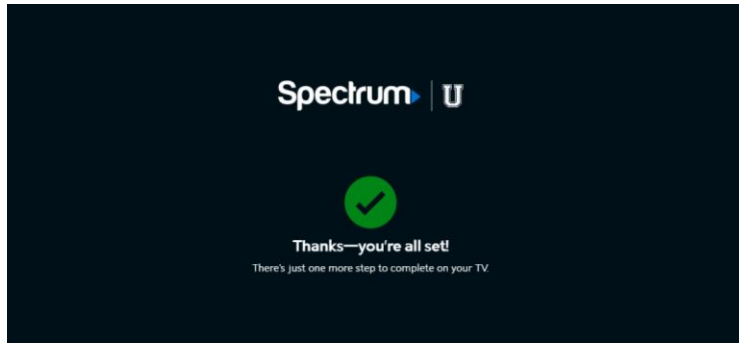 Spectrum U
Thanks—you're all set!
There's just one more step to complete on your TV.